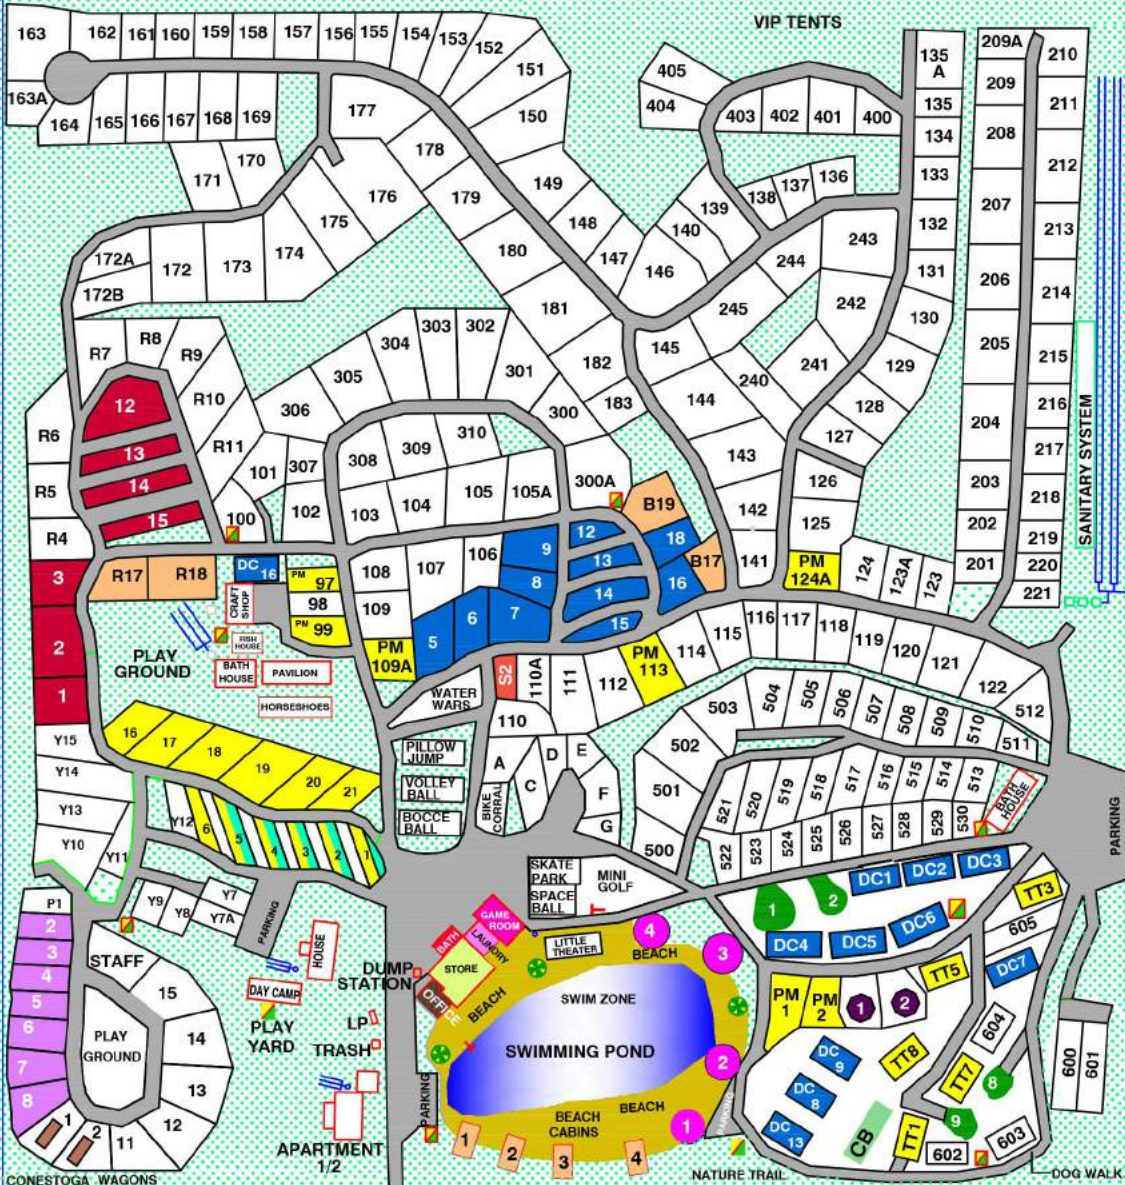 163
162
161
160
159
158
157
156
155
154
153
152
151
150
VIP TENTS
163A
164
165
166
167
168
169
177
178
179
176
175
174
173
172
172A
172B
171
170
149
148
147
146
180
181
182
183
405
404
403
402
401
400
135
A
135
134
133
132
131
130
129
128
127
126
125
136
137
138
139
140
243
244
245
242
241
240
145
144
143
142
141
209A
209
208
207
206
205
204
203
202
201
210
211
212
213
214
215
216
217
218
219
220
221
SANITARY SYSTEM
R7
R8
R9
R10
R11
R6
R5
R4
12
13
14
15
3
2
1
R17
R18
306
305
304
303
302
301
300
300A
101
307
100
102
308
309
310
103
104
105
105A
B19
B17
12
13
14
15
18
16
9
8
7
6
5
106
107
108
109
PM
109A
DC
16
PM
97
98
PM
99
CRAFT
SHOP
FISH
HOUSE
BATH
HOUSE
PAVILION
HORSESHOES
PLAY
GROUND
PM
124A
124
123A
123
116
117
118
119
120
121
122
115
114
PM
113
112
111
110A
S2
110
WATER
WARS
PILLOW
JUMP
VOLLEY
BALL
BOCCE
BALL
BIKE
CORRAL
A
C
D
E
F
G
503
504
505
506
507
508
509
510
511
512
502
501
500
521
520
519
518
517
516
515
514
513
522
523
524
525
526
527
528
529
530
BATH
HOUSE
PARKING
Y15
Y14
Y13
Y10
Y11
16
17
18
19
20
21
Y12
6
5
4
3
2
1
Y9
Y8
Y7
Y7A
PARKING
P1
2
3
4
5
6
7
8
STAFF
15
14
13
12
11
PLAY
GROUND
1
2
CONESTOGA WAGONS
HOUSE
DAY CAMP
PLAY
YARD
DUMP
STATION
LP
TRASH
APARTMENT
1/2
SKATE
PARK
SPACE
BALL
MINI
GOLF
GAME
ROOM
LAUNDRY
BATH
STORE
OFFICE
LITTLE
THEATER
BEACH
BEACH
SWIM ZONE
SWIMMING POND
BEACH
BEACH
CABINS
4
3
2
1
1
2
3
4
PARKING
PARKING
NATURE TRAIL
1
2
DC1
DC2
DC3
DC4
DC5
DC6
TT3
605
DC7
TT5
PM
1
PM
2
1
2
604
TT8
TT7
8
DC
9
DC
8
DC
13
CB
TT1
9
602
603
600
601
DOG WALK